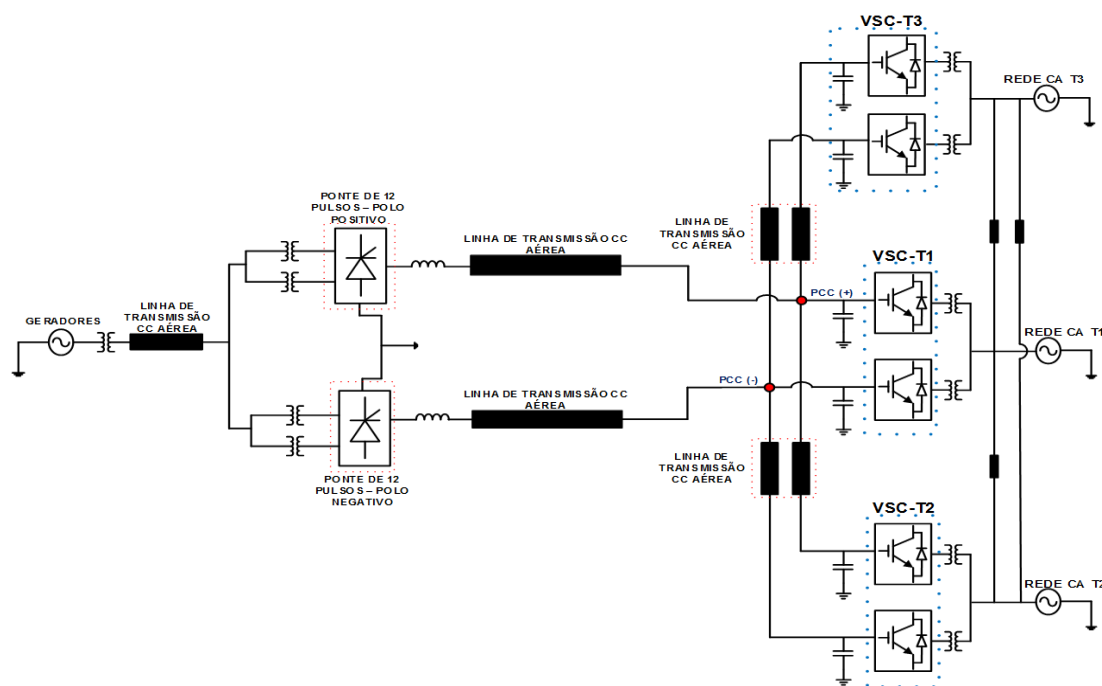 VSC-T3
REDE CA T3
PONTE DE 12
PULSOS – POLO
POSITIVO
LINHA DE
TRANSMISSÃO
CC AÉREA
LINHA DE TRANSMISSÃO CC
AÉREA
VSC-T1
PCC (+)
LINHA DE
TRANSMISSÃO
CC AÉREA
GERADORES
REDE CA T1
PCC (-)
LINHA DE TRANSMISSÃO CC
AÉREA
LINHA DE
TRANSMISSÃO
CC AÉREA
PONTE DE 12
PULSOS – POLO
NEGATIVO
VSC-T2
REDE CA T2